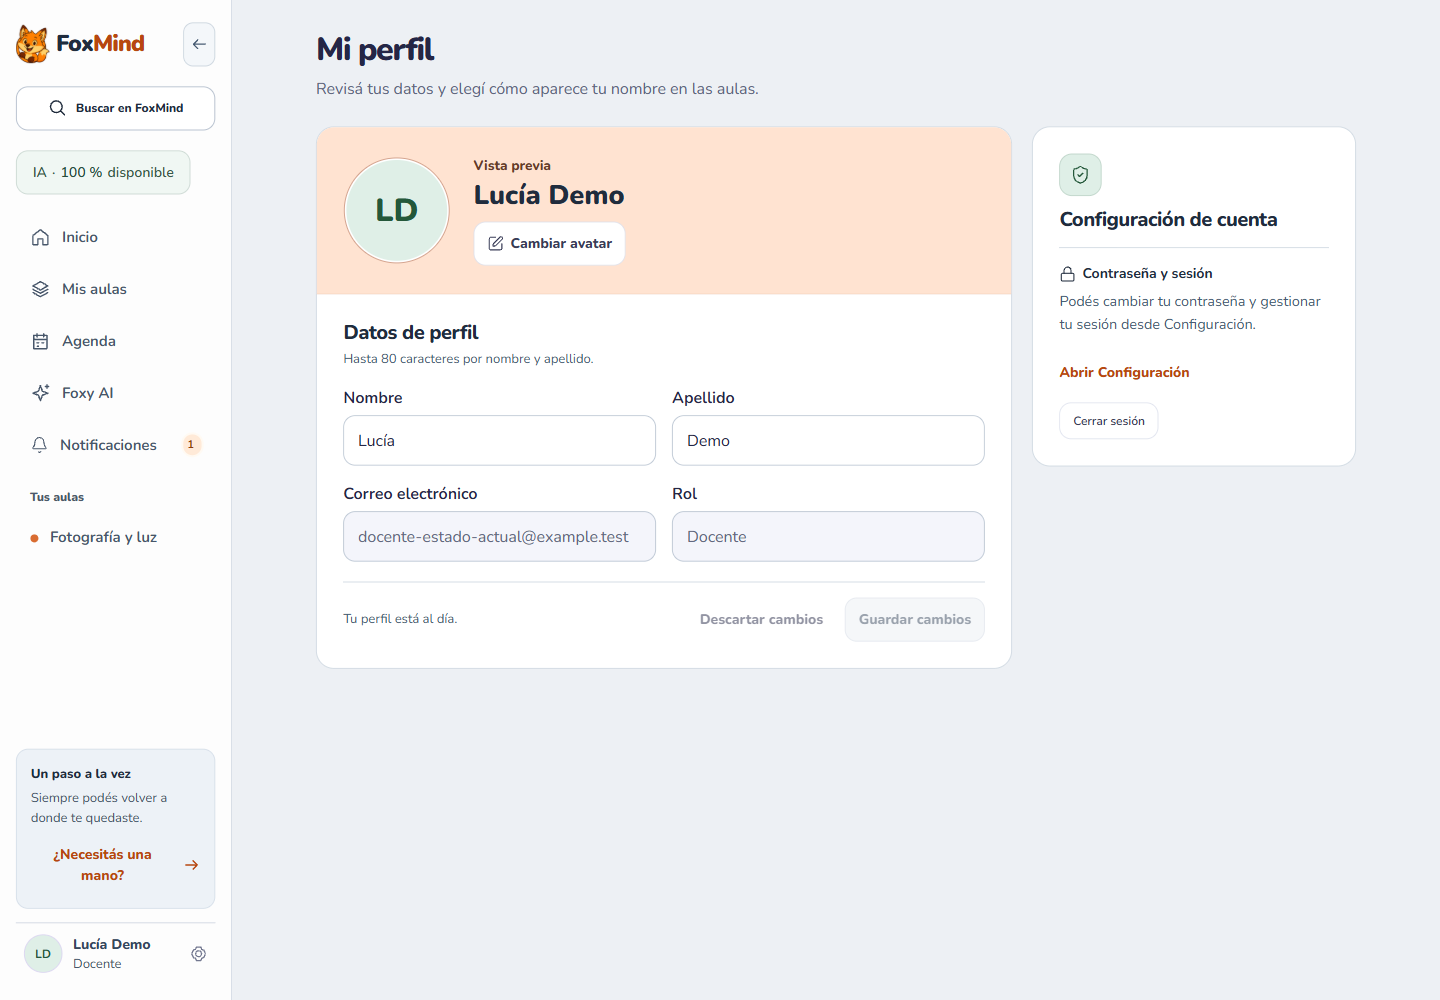 FoxMind
Buscar en FoxMind
IA · 100 % disponible
Inicio
Mis aulas
Agenda
Foxy AI
Notificaciones 1
Tus aulas
Fotografía y luz
Un paso a la vez
Siempre podés volver a
donde te quedaste.
¿Necesitás una
mano?
LD
Lucía Demo
Docente
Mi perfil
Revisá tus datos y elegí cómo aparece tu nombre en las aulas.
LD
Vista previa
Lucía Demo
Cambiar avatar
Datos de perfil
Hasta 80 caracteres por nombre y apellido.
Nombre
Apellido
Lucía
Demo
Correo electrónico
Rol
docente-estado-actual@example.test
Docente
Tu perfil está al día.
Descartar cambios
Guardar cambios
Configuración de cuenta
Contraseña y sesión
Podés cambiar tu contraseña y gestionar
tu sesión desde Configuración.
Abrir Configuración
Cerrar sesión